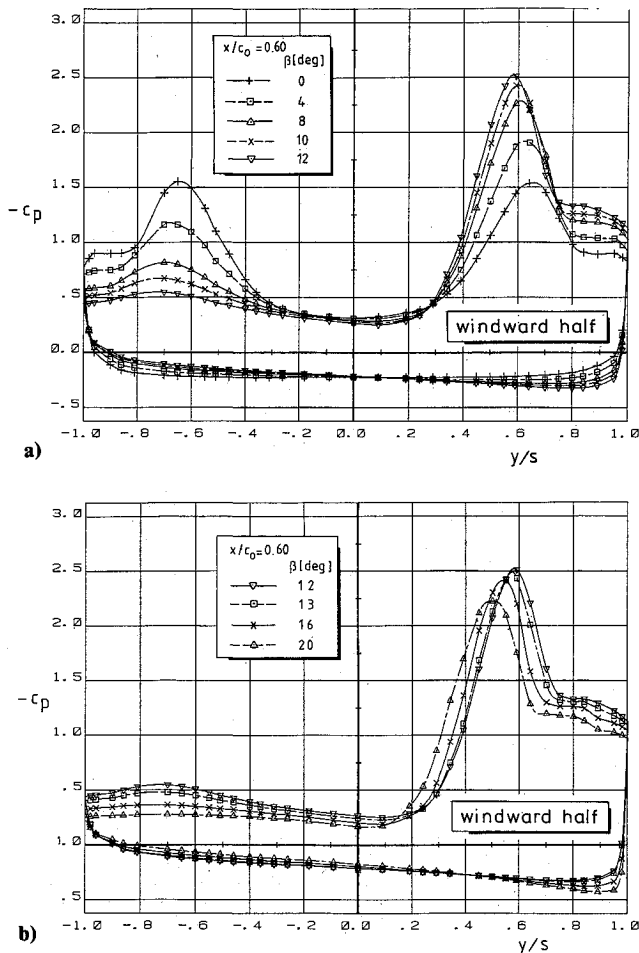 3.0
x/c₀=0.60
β[deg]
0
4
8
10
12
2.5
2.0
1.5
-cp
1.0
.5
windward half
0.0
-.5
-1.0 -.8 -.6 -.4 -.2 0.0 .2 .4 .6 .8 1.0
a)
y/s
3.0
x/c₀=0.60
β[deg]
12
13
16
20
2.5
2.0
1.5
-cp
1.0
.5
windward half
1.0
.5
-1.0 -.8 -.6 -.4 -.2 0.0 .2 .4 .6 .8 1.0
b)
y/s